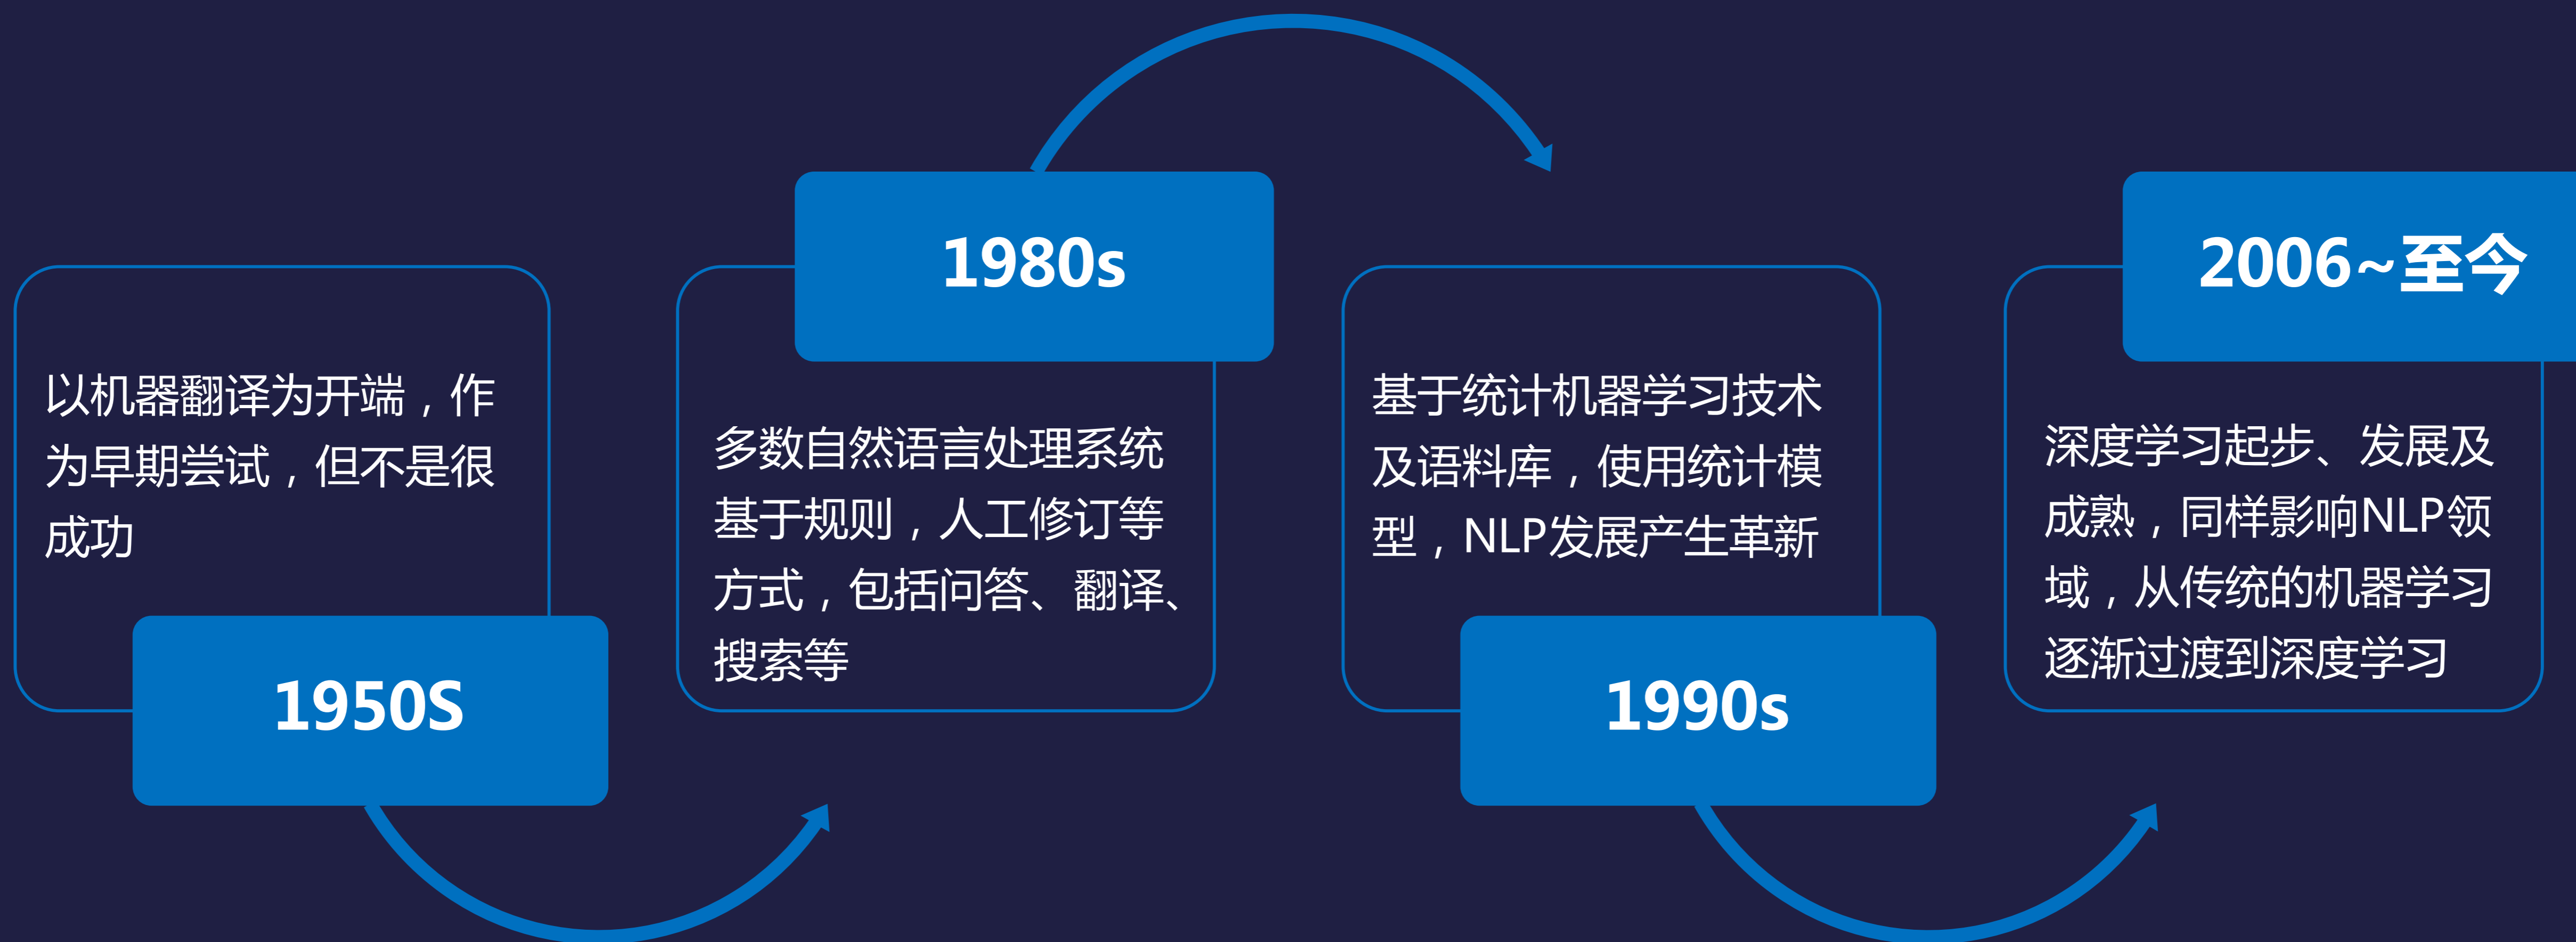 以机器翻译为开端，作
为早期尝试，但不是很
成功
1950S
1980s
多数自然语言处理系统
基于规则，人工修订等
方式，包括问答、翻译、
搜索等
基于统计机器学习技术
及语料库，使用统计模
型，NLP发展产生革新
1990s
2006~至今
深度学习起步、发展及
成熟，同样影响NLP领
域，从传统的机器学习
逐渐过渡到深度学习